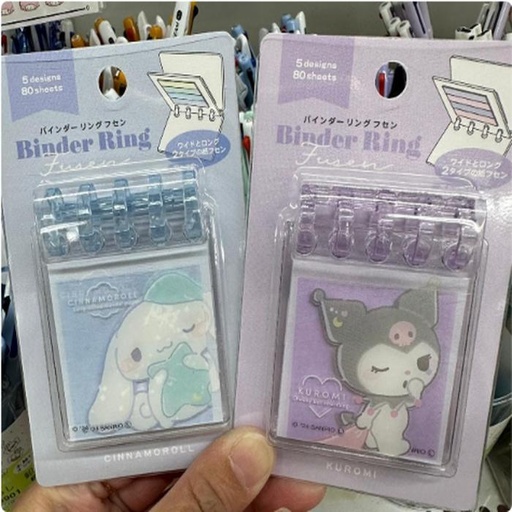 5 designs
80 sheets
バインダーリングフセン
Binder Ring
Fusen
ワイドとロング
2タイプの紙フセン
CINNAMOROLL
CINNAMOROLL
5 designs
80 sheets
バインダーリングフセン
Binder Ring
Fusen
ワイドとロング
2タイプの紙フセン
KUROMI
KUROMI